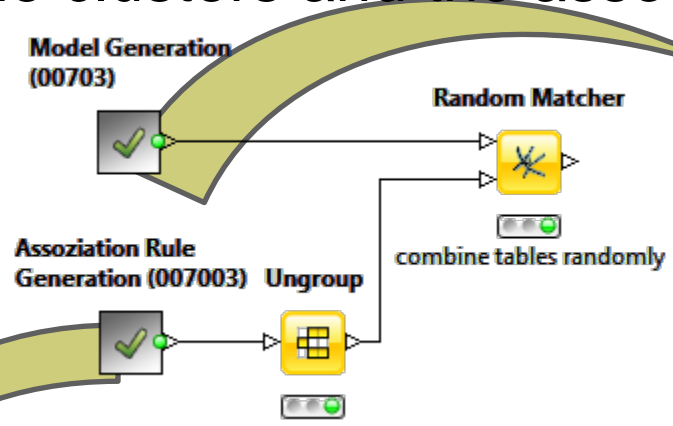 Model Generation
(00703)
Random Matcher
combine tables randomly
Assoziation Rule
Generation (007003)
Ungroup